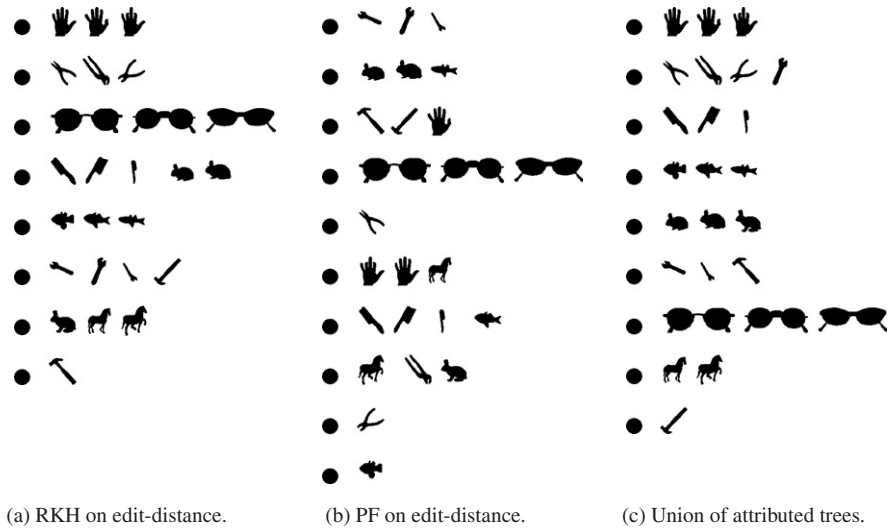 (a) RKH on edit-distance.
(b) PF on edit-distance.
(c) Union of attributed trees.